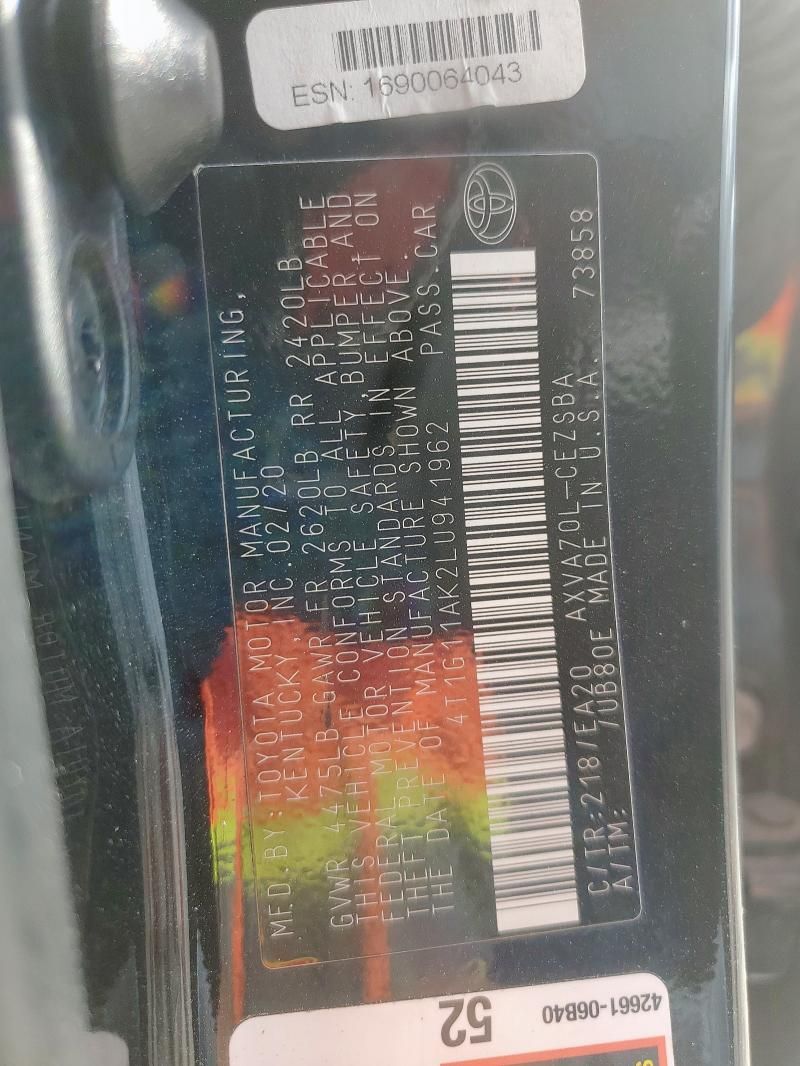 ESN: 1690064043
MFD.BY:TOYOTA MOTOR MANUFACTURING,
KENTUCKY,INC.02/20
GVWR 4475LB GAWR FR 2620LB RR 2420LB
THIS VEHICLE CONFORMS TO ALL APPLICABLE
FEDERAL MOTOR VEHICLE SAFETY,BUMPER,AND
THEFT PREVENTION STANDARDS IN EFFECT ON
THE DATE OF MANUFACTURE SHOWN ABOVE.
4T1G11AK2LU941962 PASS.CAR
C/TR:218/EA20 AXVA70L-CEZSBA 73858
A/TM: /UB80E MADE IN U.S.A.
52
42661-06B40